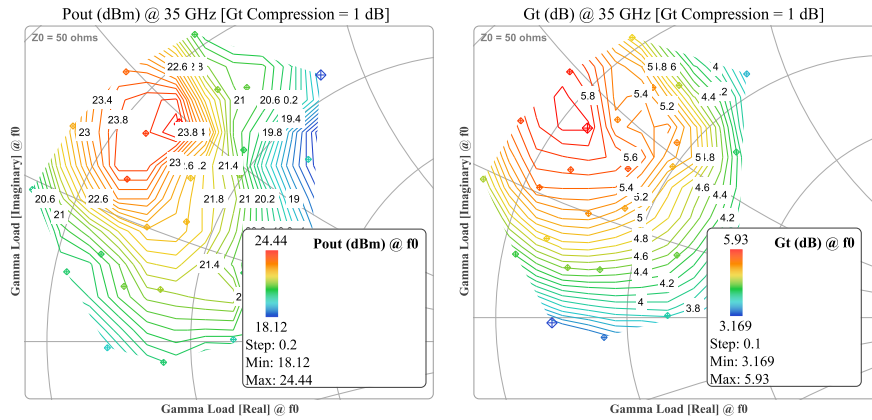 Pout (dBm) @ 35 GHz [Gt Compression = 1 dB]
Z0 = 50 ohms
Gamma Load [Imaginary] @ f0
22.6
23.4
23.8
23
21
20.6
0.2
19.4
19.8
23.8
23
21.4
20.6
21
22.6
21.8
21
20.2
19
21.4
Pout (dBm) @ f0
24.44
18.12
Step: 0.2
Min: 18.12
Max: 24.44
Gamma Load [Real] @ f0
Gt (dB) @ 35 GHz [Gt Compression = 1 dB]
Z0 = 50 ohms
Gamma Load [Imaginary] @ f0
4
5.8
5.4
4.4
5.2
5.6
5.4
5.2
5
4.8
4.6
4.4
4.6
4.4
4.2
4.2
4
3.8
Gt (dB) @ f0
5.93
3.169
Step: 0.1
Min: 3.169
Max: 5.93
Gamma Load [Real] @ f0